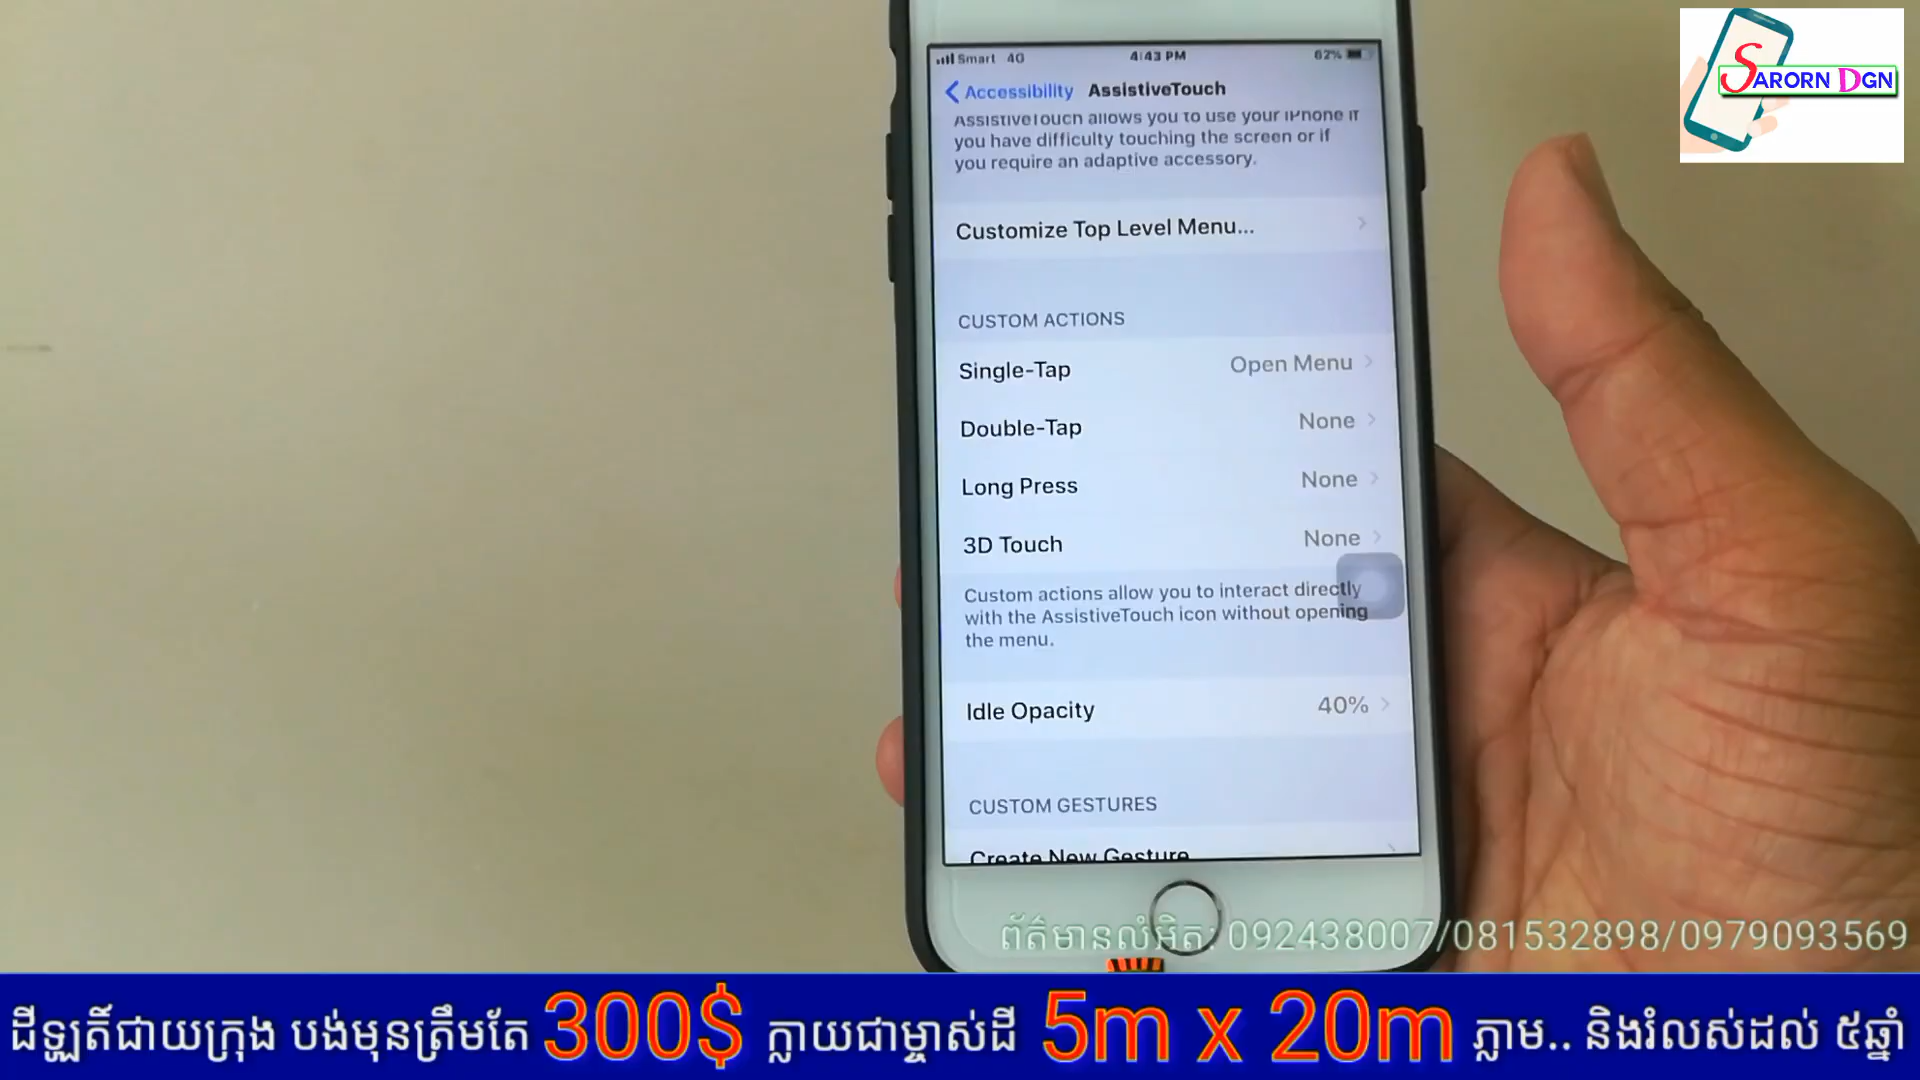 SARORN DGN
Smart 4G 4:43 PM 62%
Accessibility AssistiveTouch
AssistiveTouch allows you to use your iPhone if
you have difficulty touching the screen or if
you require an adaptive accessory.
Customize Top Level Menu...
CUSTOM ACTIONS
Single-Tap Open Menu
Double-Tap None
Long Press None
3D Touch None
Custom actions allow you to interact directly
with the AssistiveTouch icon without opening
the menu.
Idle Opacity 40%
CUSTOM GESTURES
Create New Gesture
ព័ត៌មានលំអិត: 092438007/081532898/0979093569
ដីឡូតិ៍ជាយក្រុង បង់មុនត្រឹមតែ 300$ ក្លាយជាម្ចាស់ដី 5m x 20m ភ្លាម.. និងរំលស់ដល់ ៥ឆ្នាំ